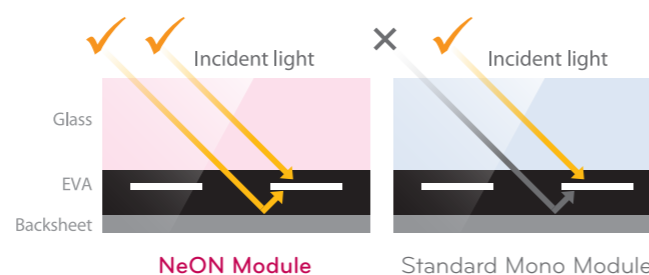 Incident light
Incident light
Glass
EVA
Backsheet
NeON Module
Standard Mono Module